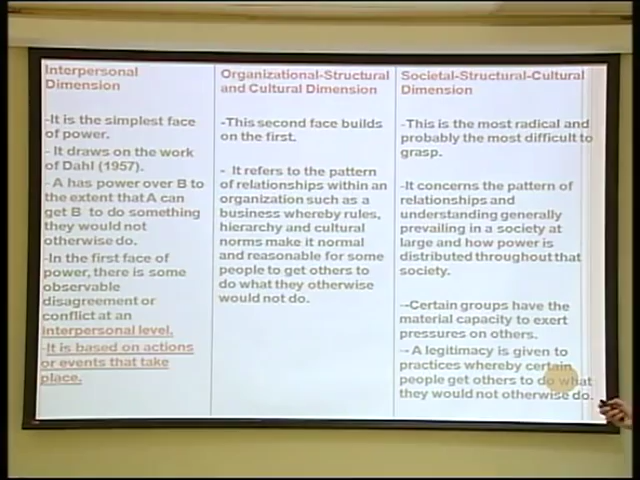 Interpersonal
Dimension
-It is the simplest face
of power.
- It draws on the work
of Dahl (1957).
- A has power over B to
the extent that A can
get B to do something
they would not
otherwise do.
-In the first face of
power, there is some
observable
disagreement or
conflict at an
interpersonal level.
-It is based on actions
or events that take
place.
Organizational-Structural
and Cultural Dimension
-This second face builds
on the first.
- It refers to the pattern
of relationships within an
organization such as a
business whereby rules,
hierarchy and cultural
norms make it normal
and reasonable for some
people to get others to
do what they otherwise
would not do.
Societal-Structural-Cultural
Dimension
-This is the most radical and
probably the most difficult to
grasp.
-It concerns the pattern of
relationships and
understanding generally
prevailing in a society at
large and how power is
distributed throughout that
society.
-Certain groups have the
material capacity to exert
pressures on others.
- A legitimacy is given to
practices whereby certain
people get others to do what
they would not otherwise do.